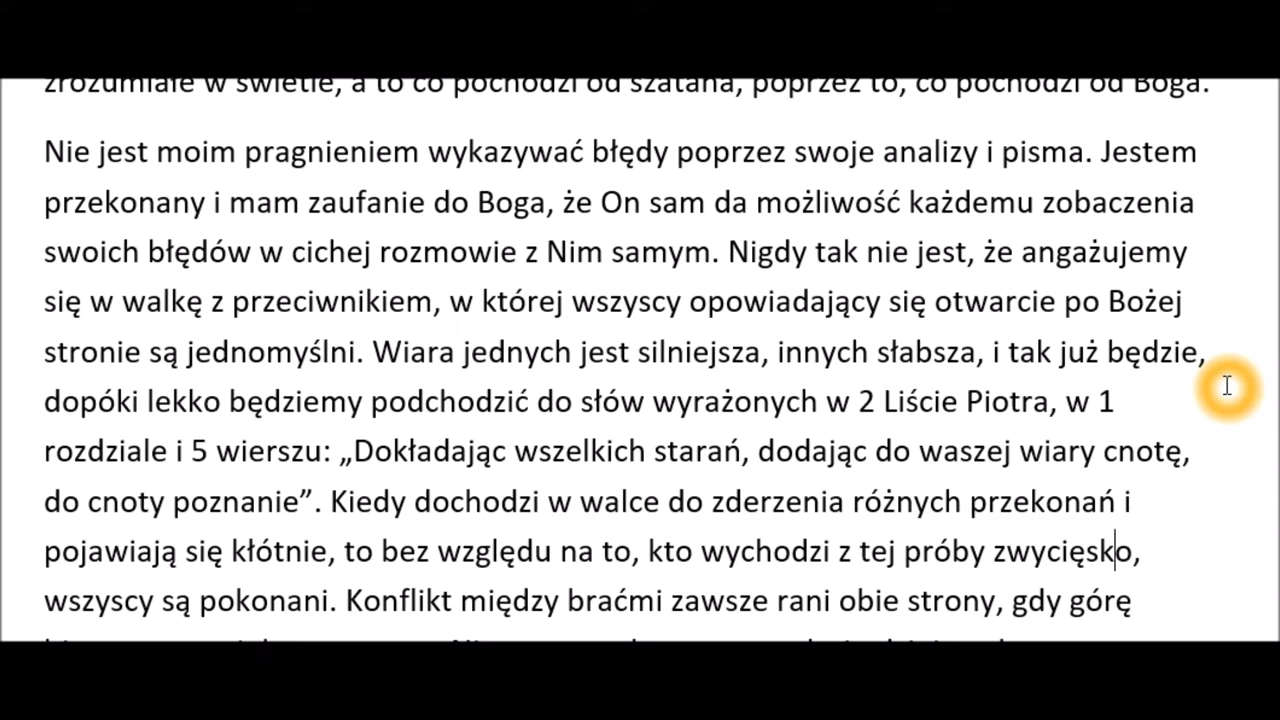 zrozumiałe w świetle, a to co pochodzi od szatana, poprzez to, co pochodzi od Boga.
Nie jest moim pragnieniem wykazywać błędy poprzez swoje analizy i pisma. Jestem
przekonany i mam zaufanie do Boga, że On sam da możliwość każdemu zobaczenia
swoich błędów w cichej rozmowie z Nim samym. Nigdy tak nie jest, że angażujemy
się w walkę z przeciwnikiem, w której wszyscy opowiadający się otwarcie po Bożej
stronie są jednomyślni. Wiara jednych jest silniejsza, innych słabsza, i tak już będzie,
dopóki lekko będziemy podchodzić do słów wyrażonych w 2 Liście Piotra, w 1
rozdziale i 5 wierszu: „Dokładając wszelkich starań, dodając do waszej wiary cnotę,
do cnoty poznanie”. Kiedy dochodzi w walce do zderzenia różnych przekonań i
pojawiają się kłótnie, to bez względu na to, kto wychodzi z tej próby zwycięsko,
wszyscy są pokonani. Konflikt między braćmi zawsze rani obie strony, gdy górę